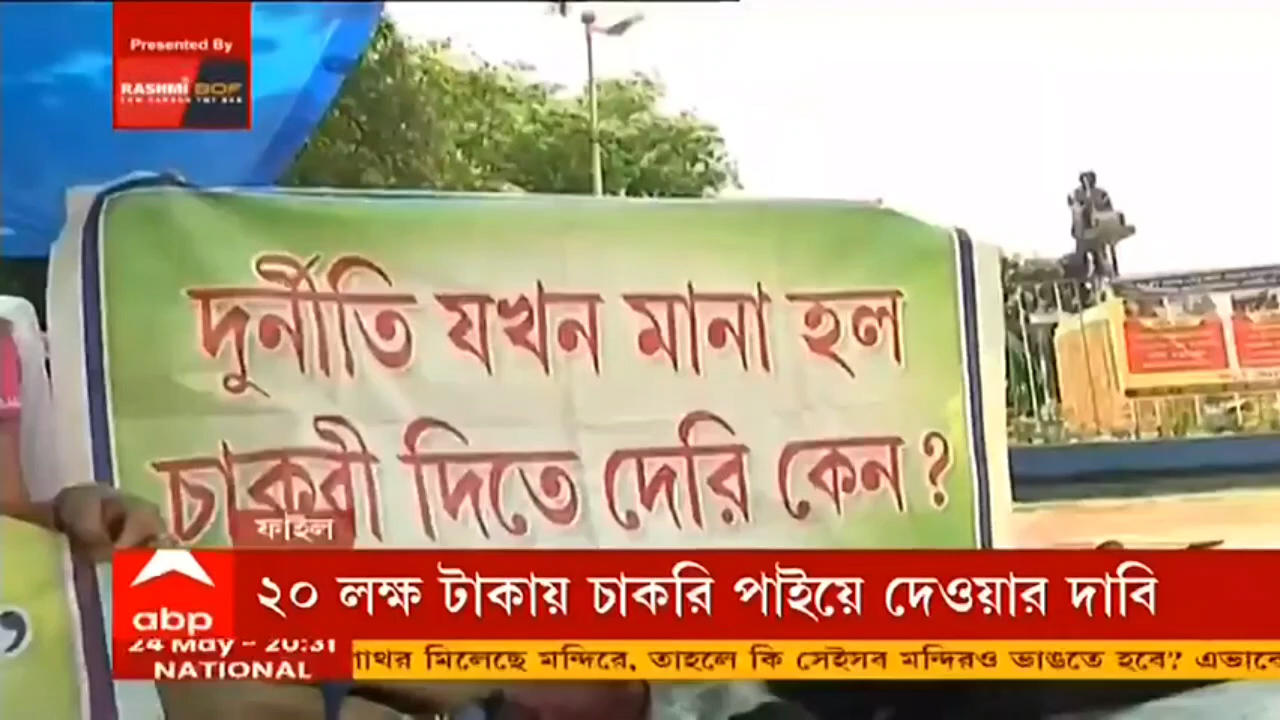 Presented By
RASHMI BOF
দুর্নীতি যখন মানা হল
চাকরী দিতে দেরি কেন?
ফাইল
২০ লক্ষ টাকায় চাকরি পাইয়ে দেওয়ার দাবি
abp
24 May - 20:31
NATIONAL
মিলেছে মন্দিরে, তাহলে কি সেইসব মন্দিরও ভাঙতে হবে?